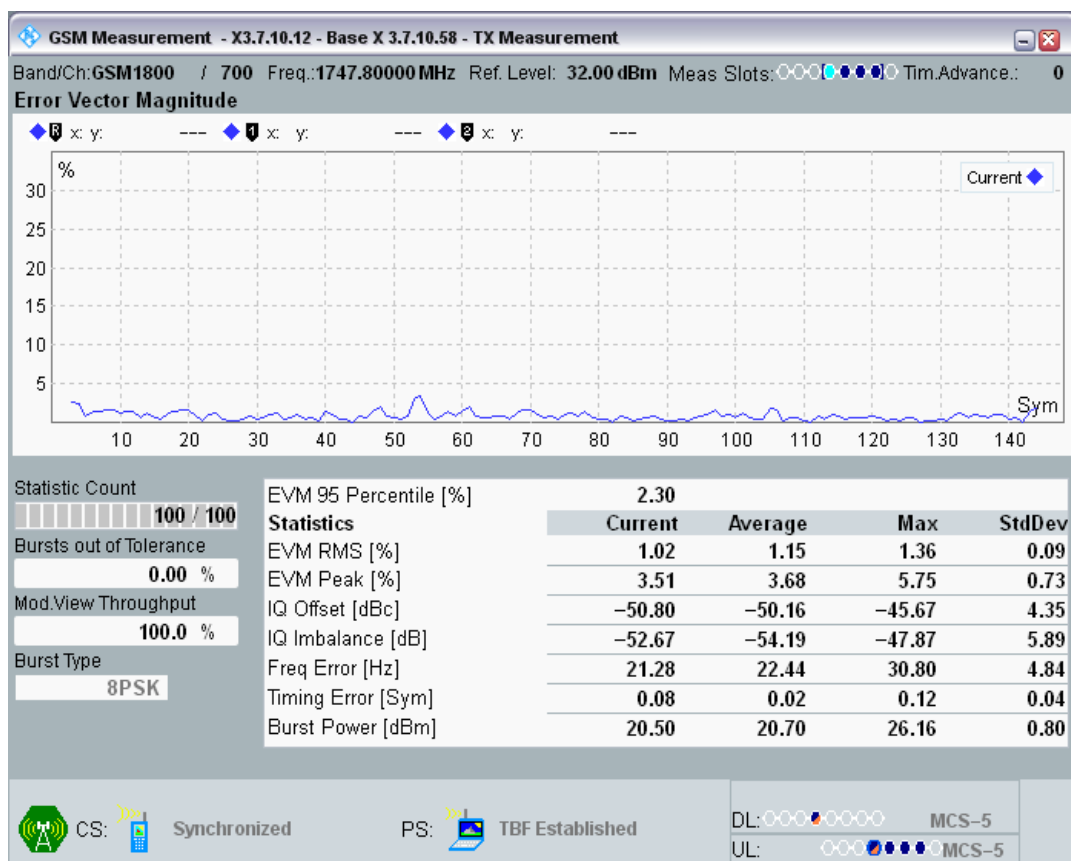 GSM Measurement - X3.7.10.12 - Base X 3.7.10.58 - TX Measurement
Band/Ch:GSM1800 / 700 Freq.:1747.80000 MHz Ref. Level: 32.00 dBm Meas Slots: Tim.Advance.: 0
Error Vector Magnitude
R x: y: --- 1 x: y: --- 2 x: y: ---
%
Current
30
25
20
15
10
5
Sym
10 20 30 40 50 60 70 80 90 100 110 120 130 140
Statistic Count
100 / 100
Bursts out of Tolerance
0.00 %
Mod.View Throughput
100.0 %
Burst Type
8PSK
EVM 95 Percentile [%] 2.30
Statistics Current Average Max StdDev
EVM RMS [%] 1.02 1.15 1.36 0.09
EVM Peak [%] 3.51 3.68 5.75 0.73
IQ Offset [dBc] −50.80 −50.16 −45.67 4.35
IQ Imbalance [dB] −52.67 −54.19 −47.87 5.89
Freq Error [Hz] 21.28 22.44 30.80 4.84
Timing Error [Sym] 0.08 0.02 0.12 0.04
Burst Power [dBm] 20.50 20.70 26.16 0.80
CS: Synchronized PS: TBF Established
DL: MCS−5
UL: MCS−5